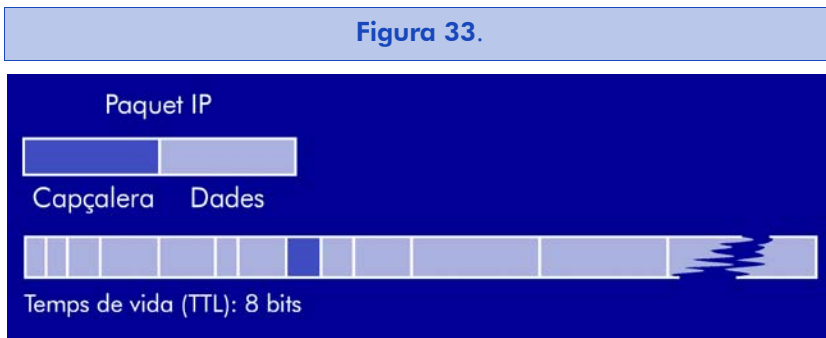 Figura 33.
Paquet IP
Capçalera Dades
Temps de vida (TTL): 8 bits